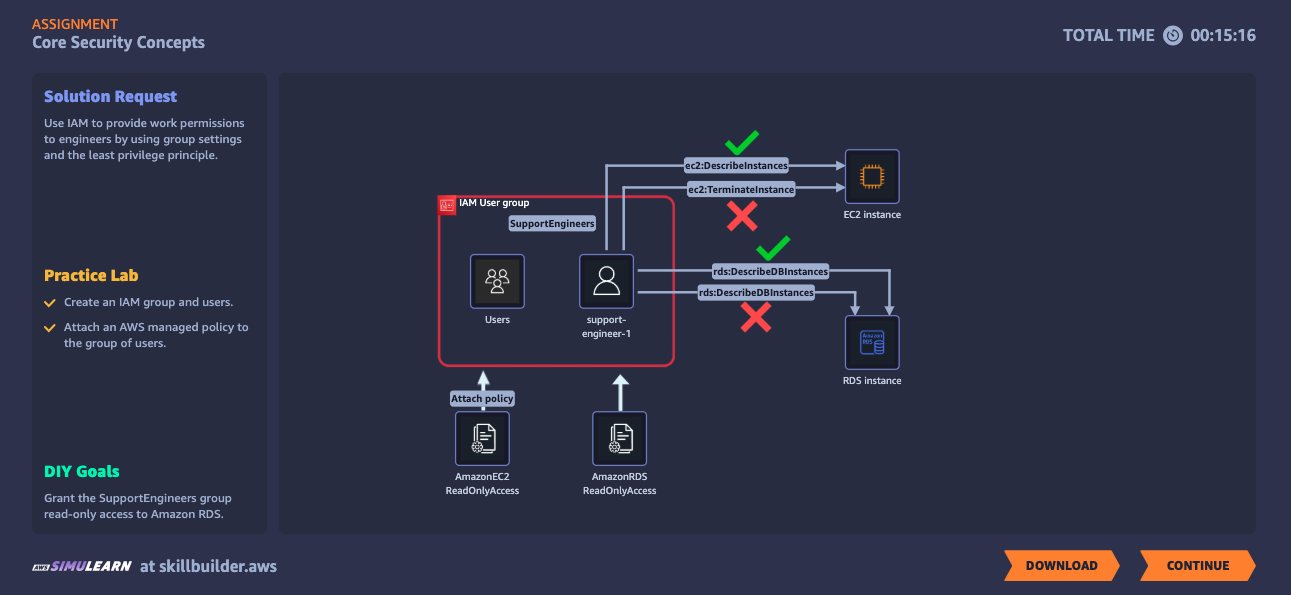 ASSIGNMENT
Core Security Concepts
TOTAL TIME 00:15:16
Solution Request
Use IAM to provide work permissions
to engineers by using group settings
and the least privilege principle.
Practice Lab
Create an IAM group and users.
Attach an AWS managed policy to
the group of users.
DIY Goals
Grant the SupportEngineers group
read-only access to Amazon RDS.
ec2:DescribeInstances
ec2:TerminateInstance
EC2 instance
IAM User group
SupportEngineers
Users
support-
engineer-1
rds:DescribeDBInstances
rds:DescribeDBInstances
Amazon
RDS
RDS instance
Attach policy
AmazonEC2
ReadOnlyAccess
AmazonRDS
ReadOnlyAccess
AWS SIMULEARN at skillbuilder.aws
DOWNLOAD
CONTINUE